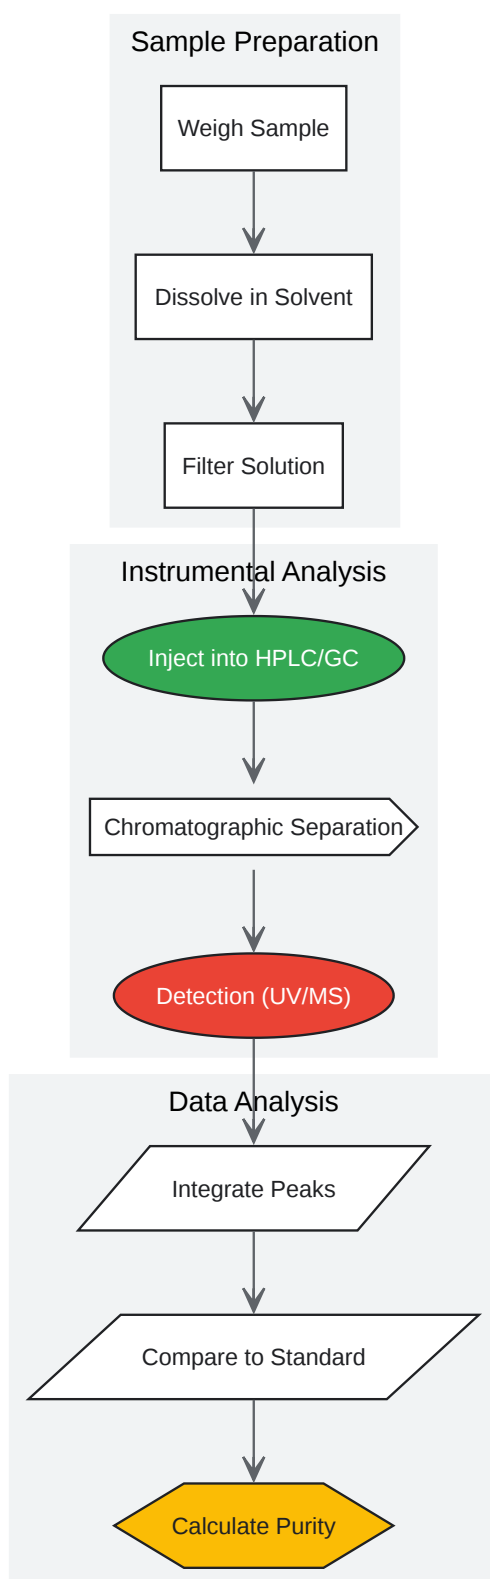 Sample Preparation
Weigh Sample
Dissolve in Solvent
Filter Solution
Instrumental Analysis
Inject into HPLC/GC
Chromatographic Separation
Detection (UV/MS)
Data Analysis
Integrate Peaks
Compare to Standard
Calculate Purity